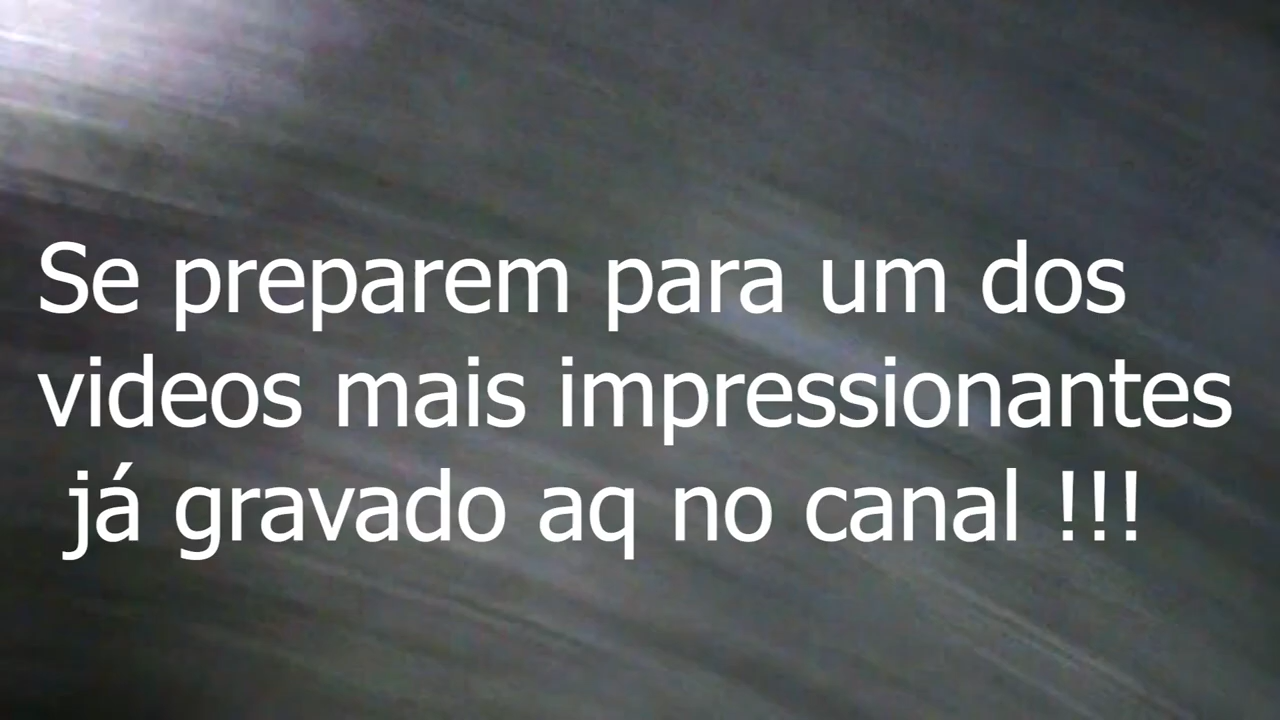 Se preparem para um dos
videos mais impressionantes
já gravado aq no canal !!!